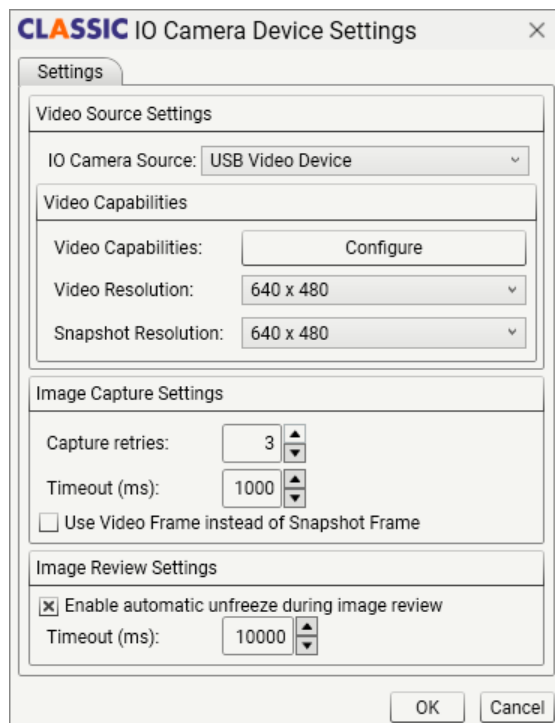 CLASSIC IO Camera Device Settings
Settings
Video Source Settings
IO Camera Source: USB Video Device
Video Capabilities
Video Capabilities: Configure
Video Resolution: 640 x 480
Snapshot Resolution: 640 x 480
Image Capture Settings
Capture retries: 3
Timeout (ms): 1000
Use Video Frame instead of Snapshot Frame
Image Review Settings
Enable automatic unfreeze during image review
Timeout (ms): 10000
OK Cancel